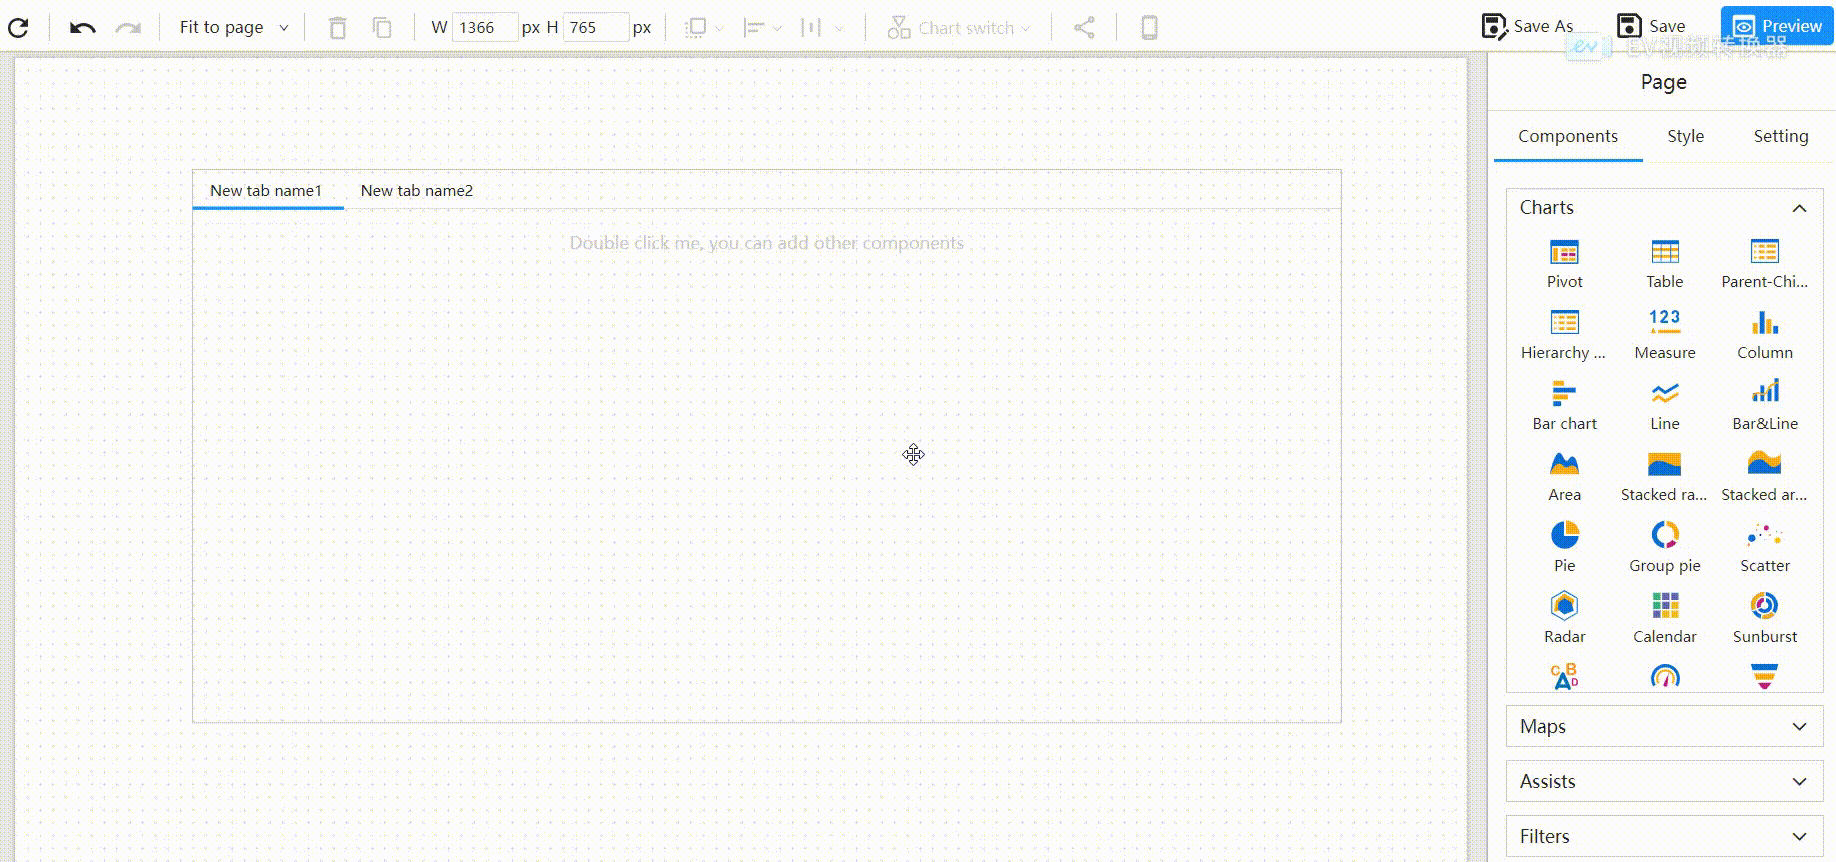 Fit to page
W 1366 px H 765 px
Chart switch
Save As
Save
Preview
EV视频转换器
Page
Components Style Setting
New tab name1 New tab name2
Double click me, you can add other components
Charts
Pivot Table Parent-Chi...
123
Hierarchy ... Measure Column
Bar chart Line Bar&Line
Area Stacked ra... Stacked ar...
Pie Group pie Scatter
Radar Calendar Sunburst
C B A D
Maps
Assists
Filters